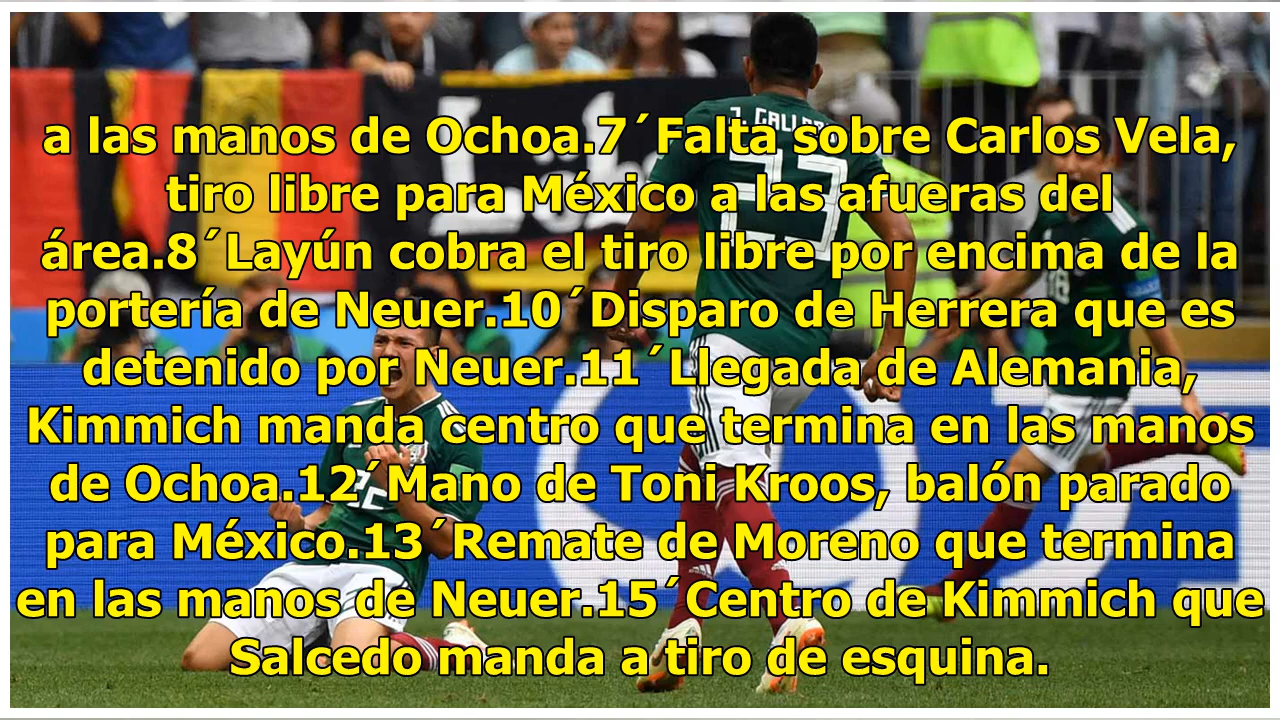 a las manos de Ochoa.7´Falta sobre Carlos Vela,
tiro libre para México a las afueras del
área.8´Layún cobra el tiro libre por encima de la
portería de Neuer.10´Disparo de Herrera que es
detenido por Neuer.11´Llegada de Alemania,
Kimmich manda centro que termina en las manos
de Ochoa.12´Mano de Toni Kroos, balón parado
para México.13´Remate de Moreno que termina
en las manos de Neuer.15´Centro de Kimmich que
Salcedo manda a tiro de esquina.
23
22
18